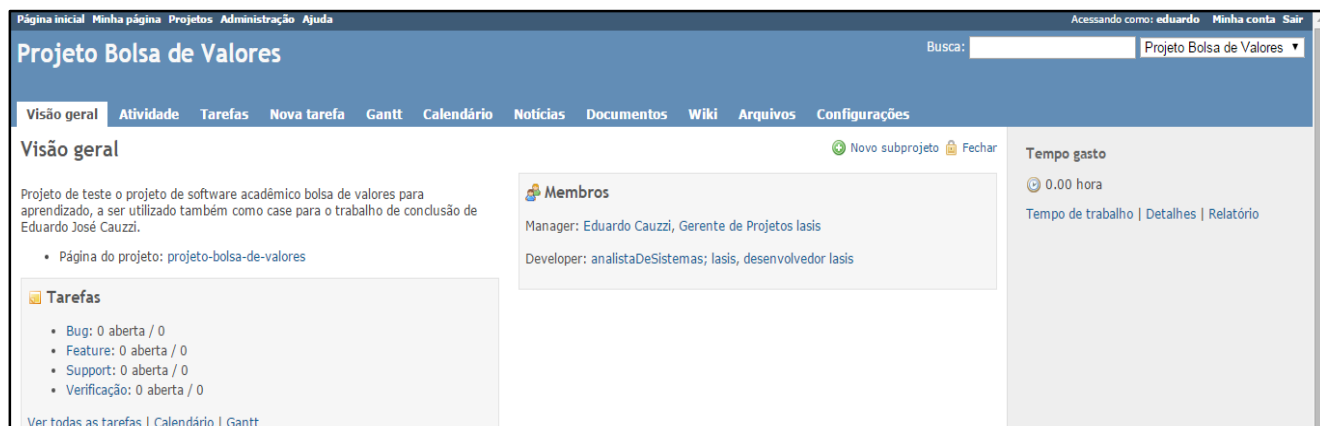 Página inicial Minha página Projetos Administração Ajuda
Acessando como: eduardo Minha conta Sair
Projeto Bolsa de Valores
Busca:
Projeto Bolsa de Valores
Visão geral Atividade Tarefas Nova tarefa Gantt Calendário Notícias Documentos Wiki Arquivos Configurações
Visão geral
Novo subprojeto Fechar
Projeto de teste o projeto de software acadêmico bolsa de valores para
aprendizado, a ser utilizado também como case para o trabalho de conclusão de
Eduardo José Cauzzi.
• Página do projeto: projeto-bolsa-de-valores
Tarefas
• Bug: 0 aberta / 0
• Feature: 0 aberta / 0
• Support: 0 aberta / 0
• Verificação: 0 aberta / 0
Ver todas as tarefas | Calendário | Gantt
Membros
Manager: Eduardo Cauzzi, Gerente de Projetos lasis
Developer: analistaDeSistemas; lasis, desenvolvedor lasis
Tempo gasto
0.00 hora
Tempo de trabalho | Detalhes | Relatório